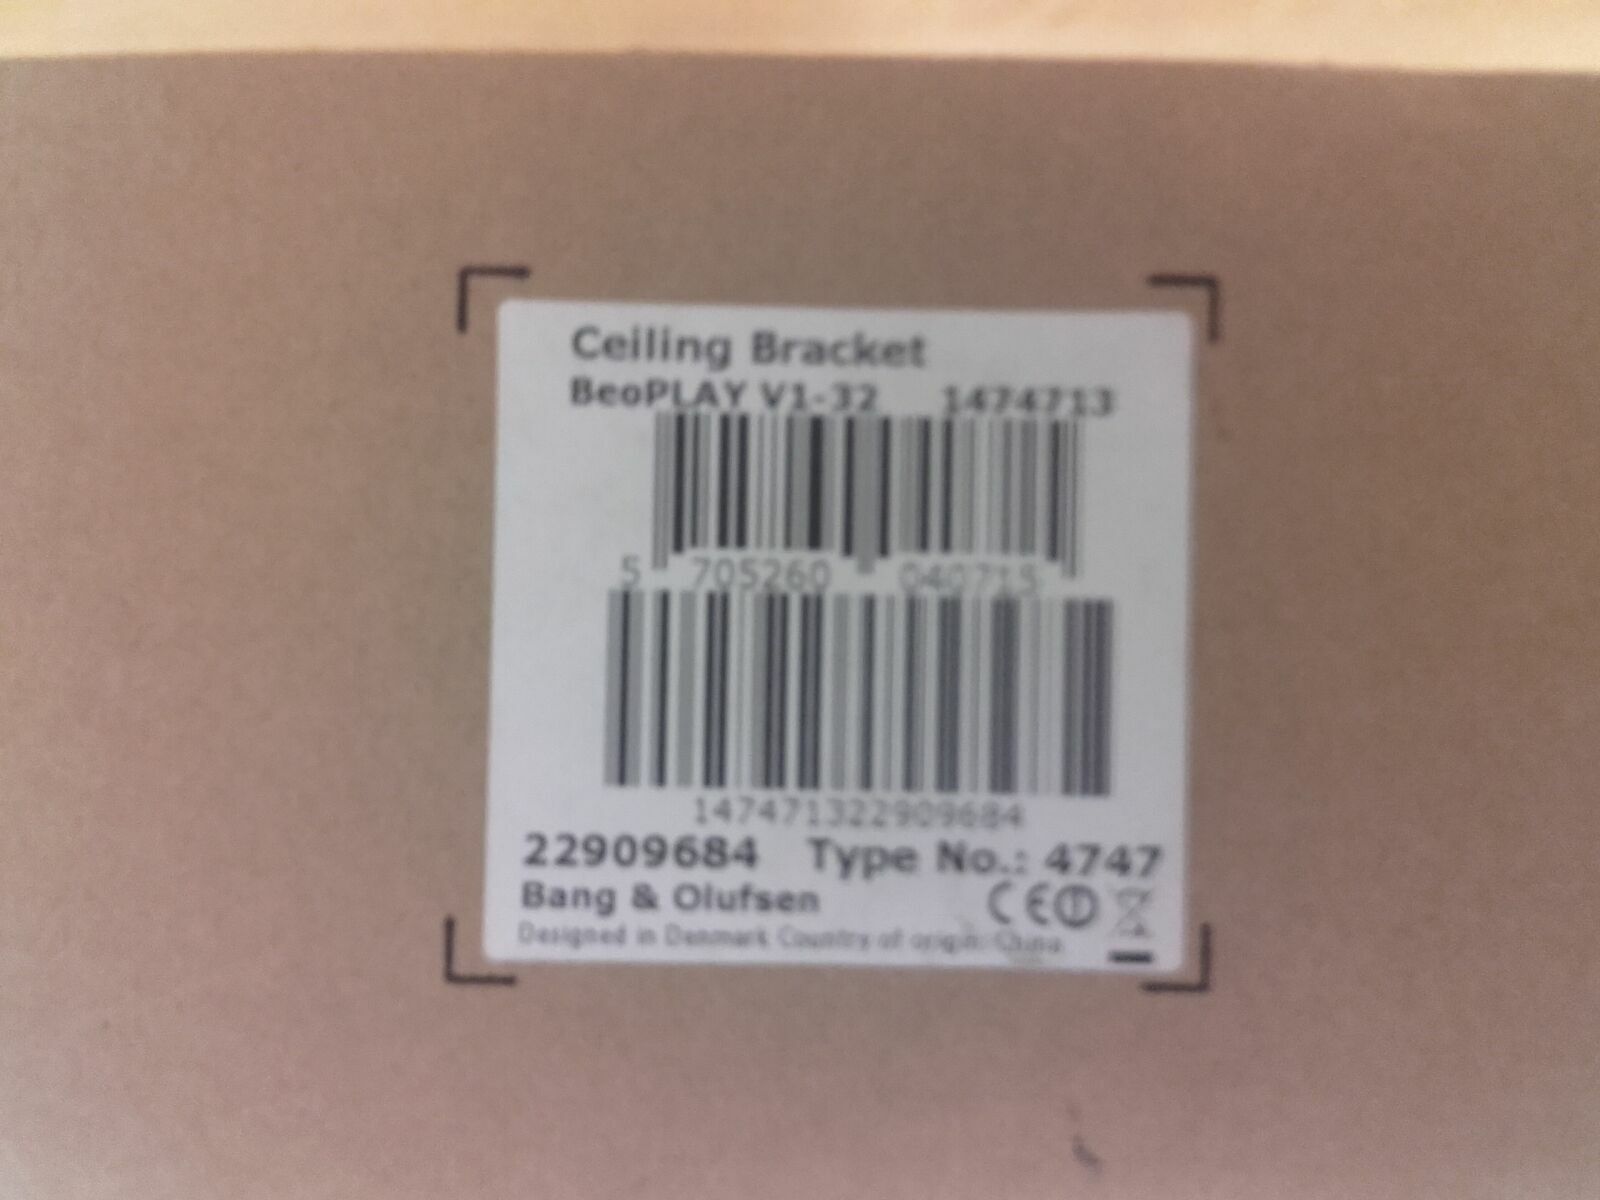 Ceiling Bracket
BeoPLAY V1-32 1474713
5 705260 040715
147471322909684
22909684 Type No.: 4747
Bang & Olufsen CE
Designed in Denmark Country of origin: China